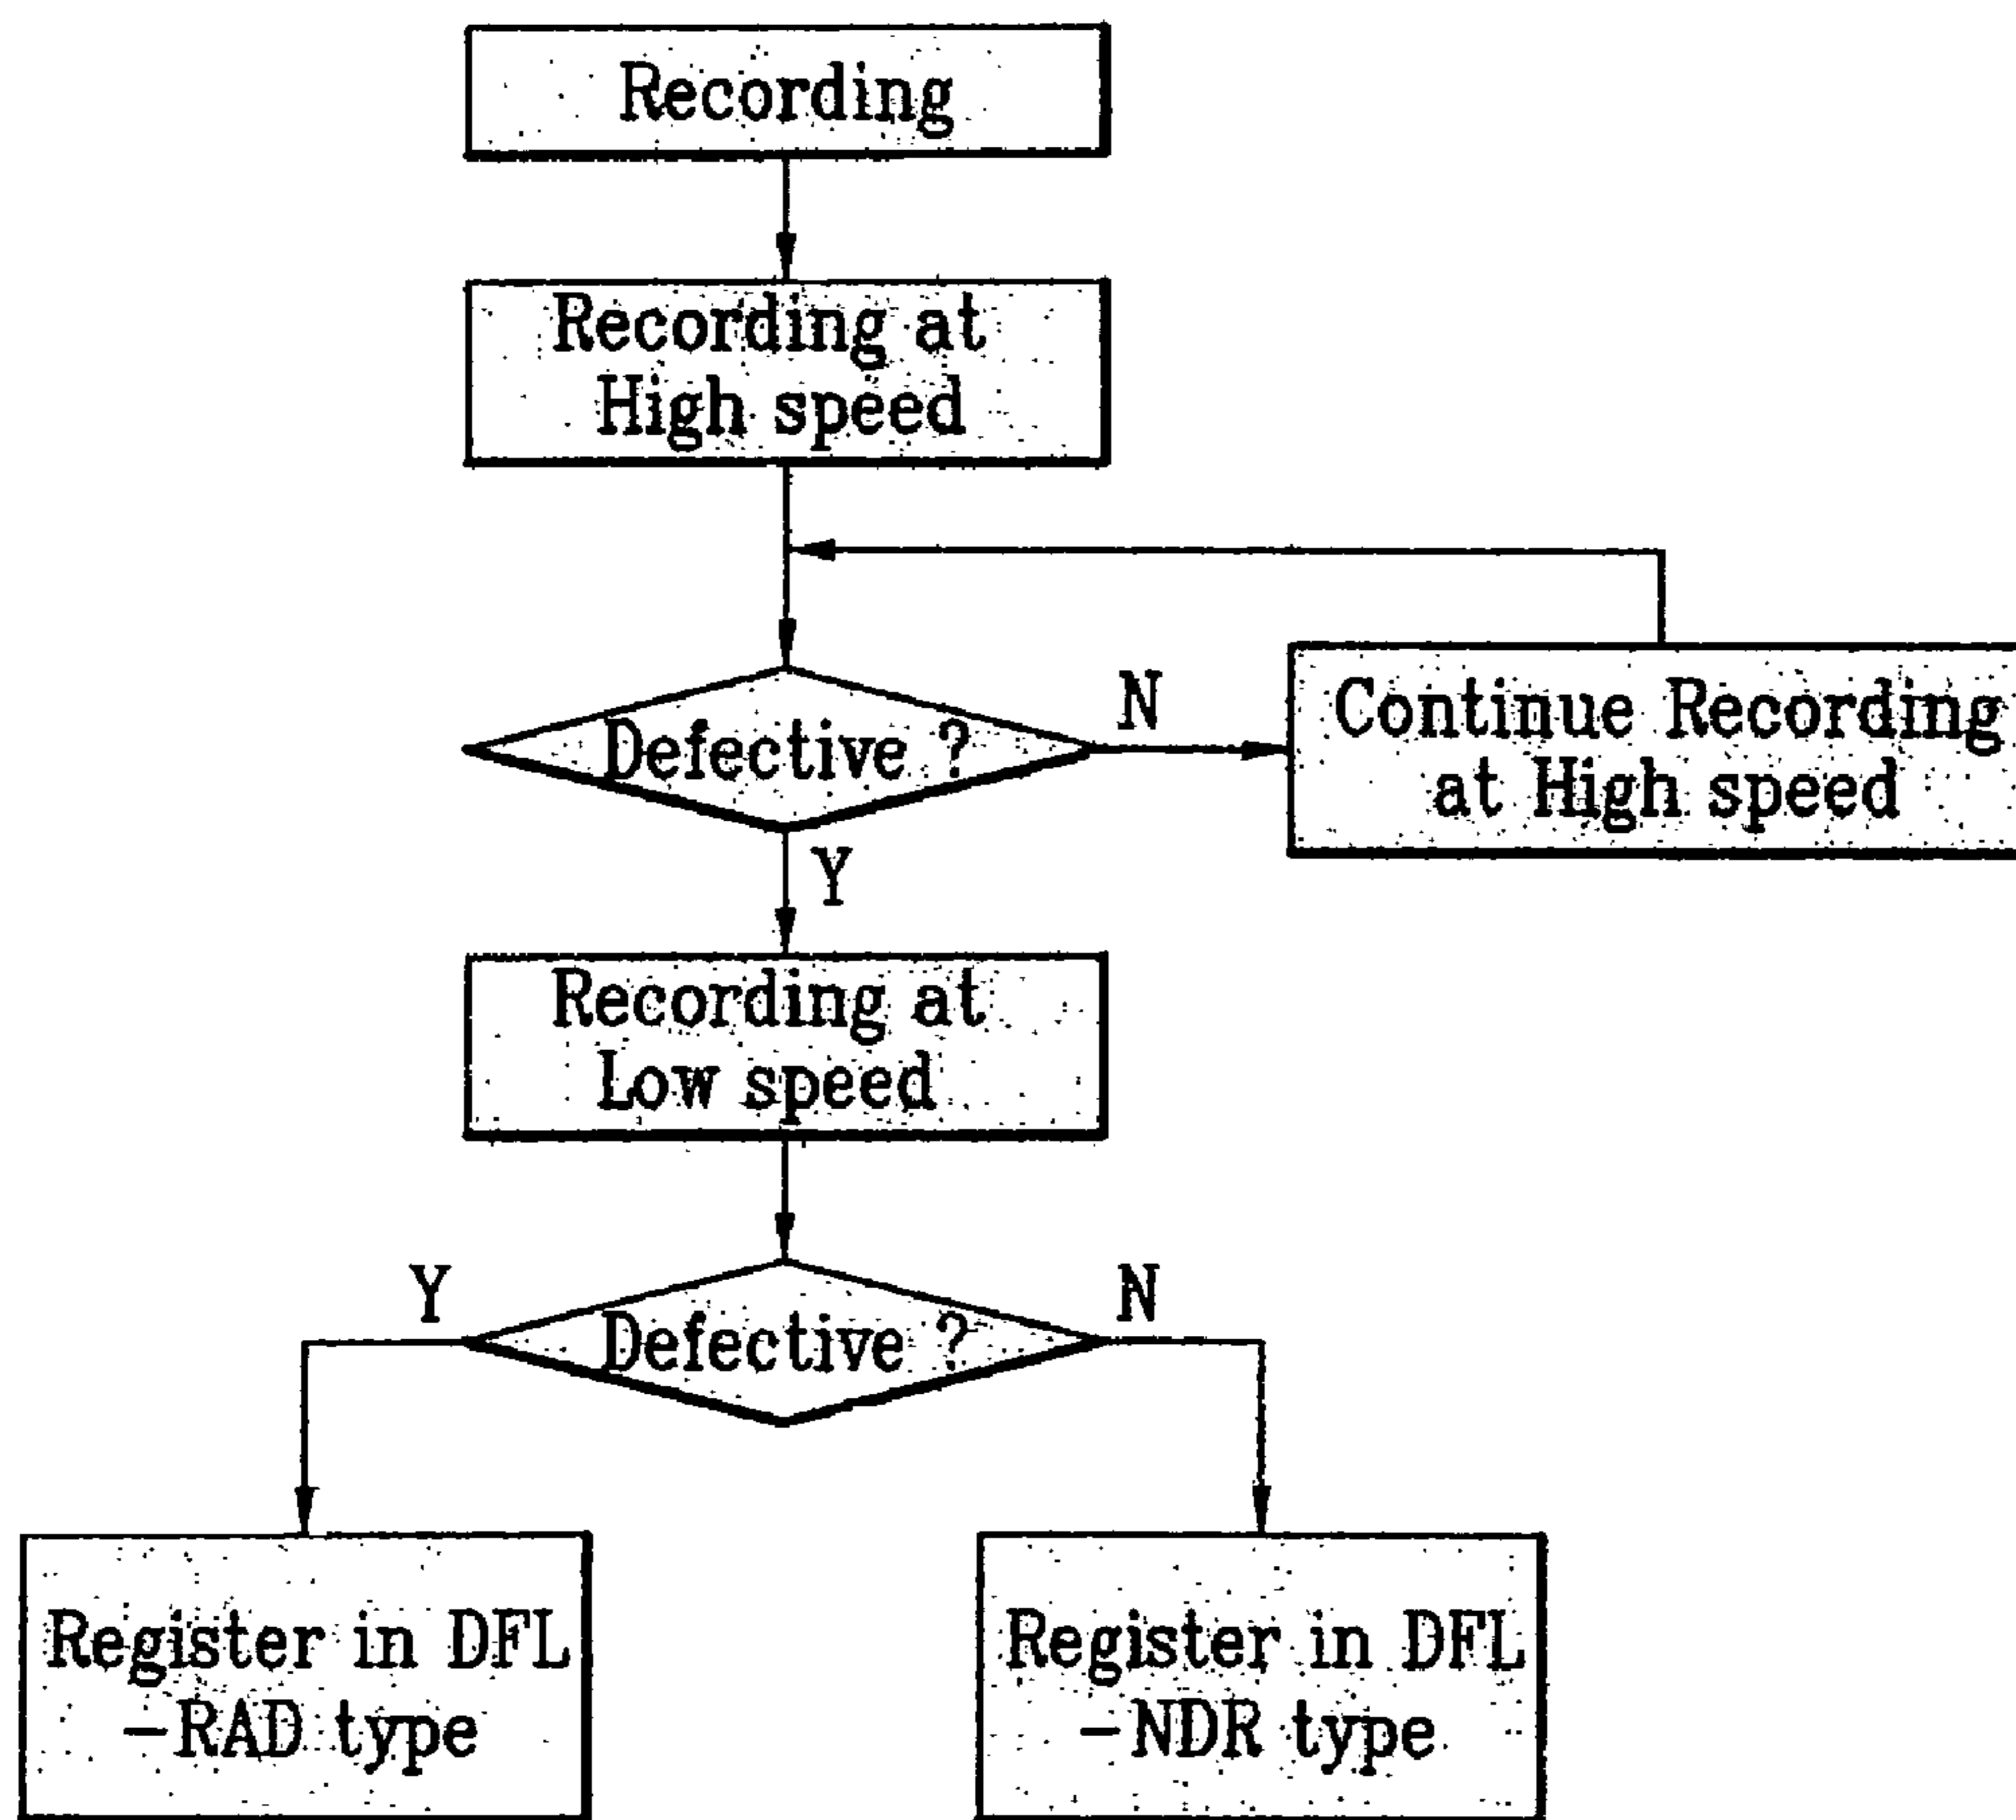 Recording
Recording at
High speed
Defective ?
N
Continue Recording
at High speed
Y
Recording at
Low speed
Y
Defective ?
N
Register in DFL
-RAD type
Register in DFL
-NDR type